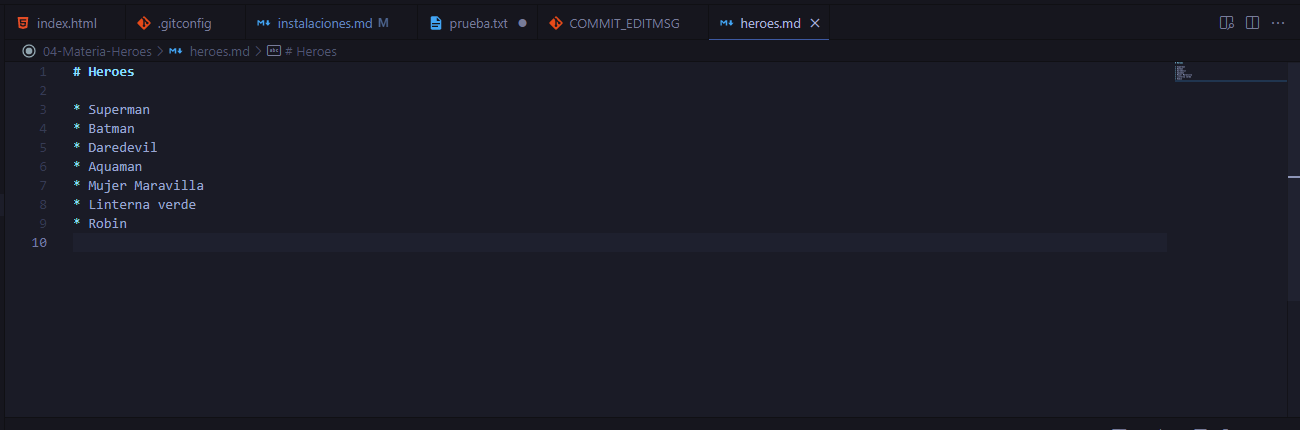 index.html .gitconfig instalaciones.md M prueba.txt COMMIT_EDITMSG heroes.md
04-Materia-Heroes > heroes.md > # Heroes
1 # Heroes
2
3 * Superman
4 * Batman
5 * Daredevil
6 * Aquaman
7 * Mujer Maravilla
8 * Linterna verde
9 * Robin
10